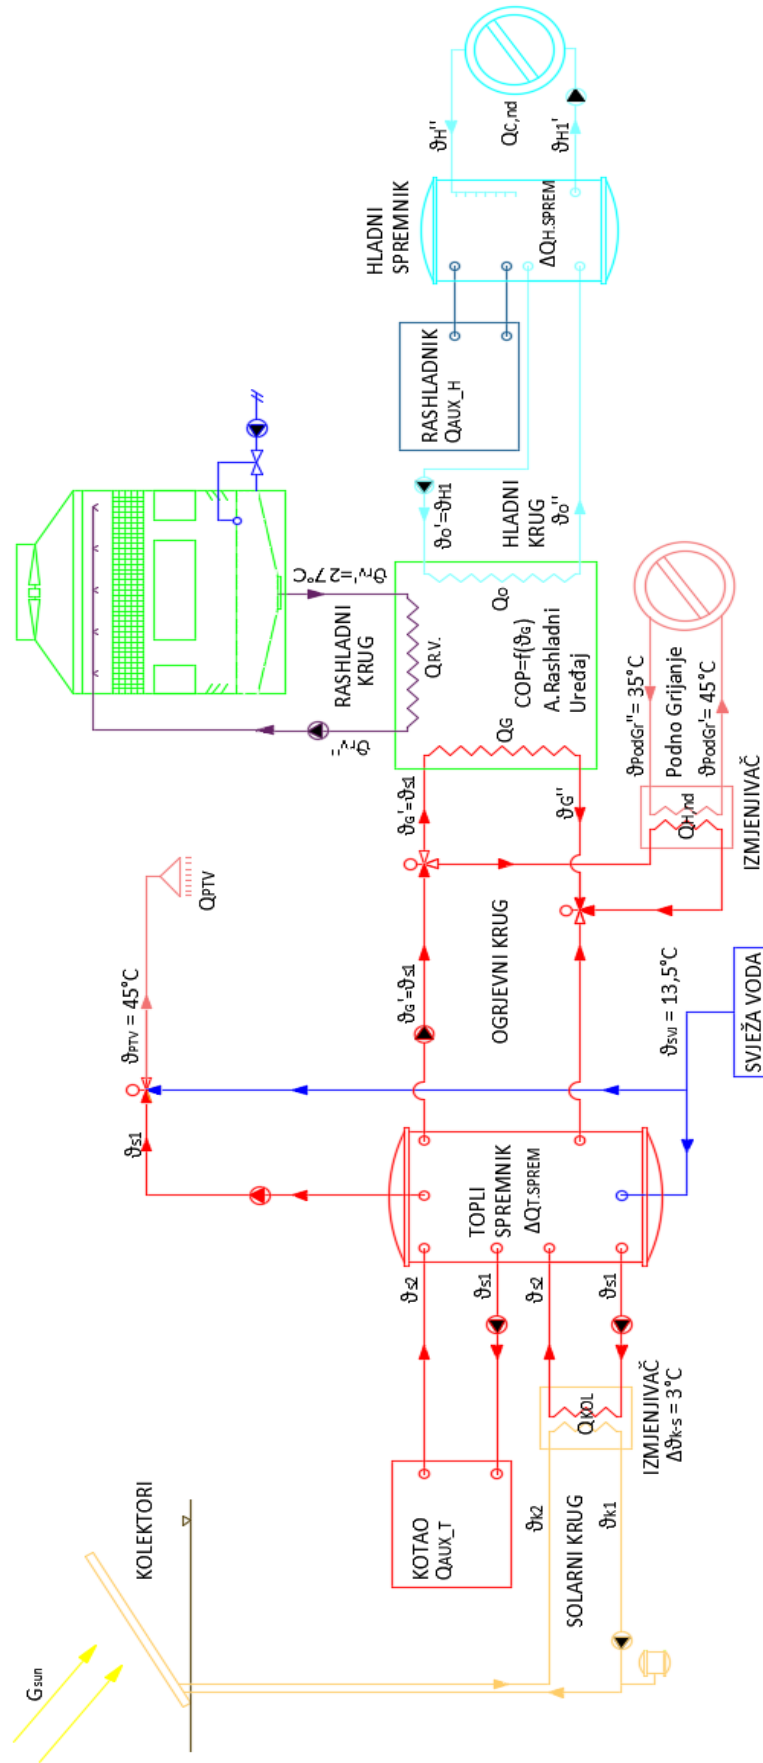 Gsun
KOLEKTORI
KOTAO
QAUX_T
SOLARNI KRUG
ϑk2
ϑk1
QKOL
IZMJENJIVAČ
Δϑk-s = 3°C
ϑs2
ϑs1
ϑs2
ϑs1
TOPLI
SPREMNIK
ΔQT.SPREM
ϑs1
ϑPTV = 45°C
QPTV
SVJEŽA VODA
ϑSVJ = 13,5°C
OGRJEVNI KRUG
ϑG'=ϑs1
ϑG'=ϑs1
ϑG''
IZMJENJIVAČ
QH,nd
ϑPodGr''= 35°C
Podno Grijanje
ϑPodGr'= 45°C
QG
COP=f(ϑG)
A.Rashladni
Uređaj
QO
QR.V.
RASHLADNI
KRUG
ϑrv''
ϑrv'=27°C
ϑO'=ϑH1
HLADNI
KRUG
ϑO''
RASHLADNIK
QAUX_H
HLADNI
SPREMNIK
ΔQH.SPREM
ϑH''
QC,nd
ϑH1'